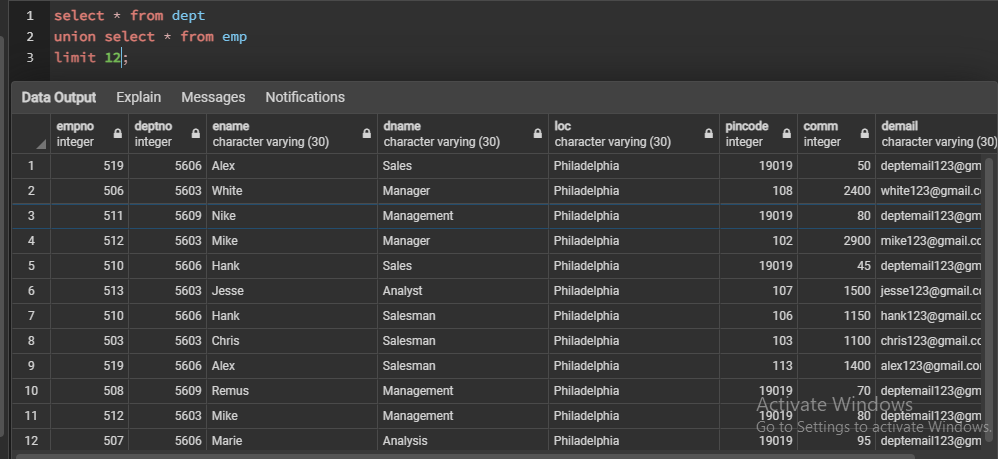 1 select * from dept
2 union select * from emp
3 limit 12;
Data Output Explain Messages Notifications
empno deptno ename dname loc pincode comm demail
integer integer character varying (30) character varying (30) character varying (30) integer integer character varying (30)
1 519 5606 Alex Sales Philadelphia 19019 50 deptemail123@gm
2 506 5603 White Manager Philadelphia 108 2400 white123@gmail.co
3 511 5609 Nike Management Philadelphia 19019 80 deptemail123@gm
4 512 5603 Mike Manager Philadelphia 102 2900 mike123@gmail.cc
5 510 5606 Hank Sales Philadelphia 19019 45 deptemail123@gm
6 513 5603 Jesse Analyst Philadelphia 107 1500 jesse123@gmail.cc
7 510 5606 Hank Salesman Philadelphia 106 1150 hank123@gmail.cc
8 503 5603 Chris Salesman Philadelphia 103 1100 chris123@gmail.cc
9 519 5606 Alex Salesman Philadelphia 113 1400 alex123@gmail.co
10 508 5609 Remus Management Philadelphia 19019 70 deptemail123@gm
11 512 5603 Mike Management Philadelphia 19019 80 deptemail123@gm
12 507 5606 Marie Analysis Philadelphia 19019 95 deptemail123@gm
Activate Windows
Go to Settings to activate Windows.